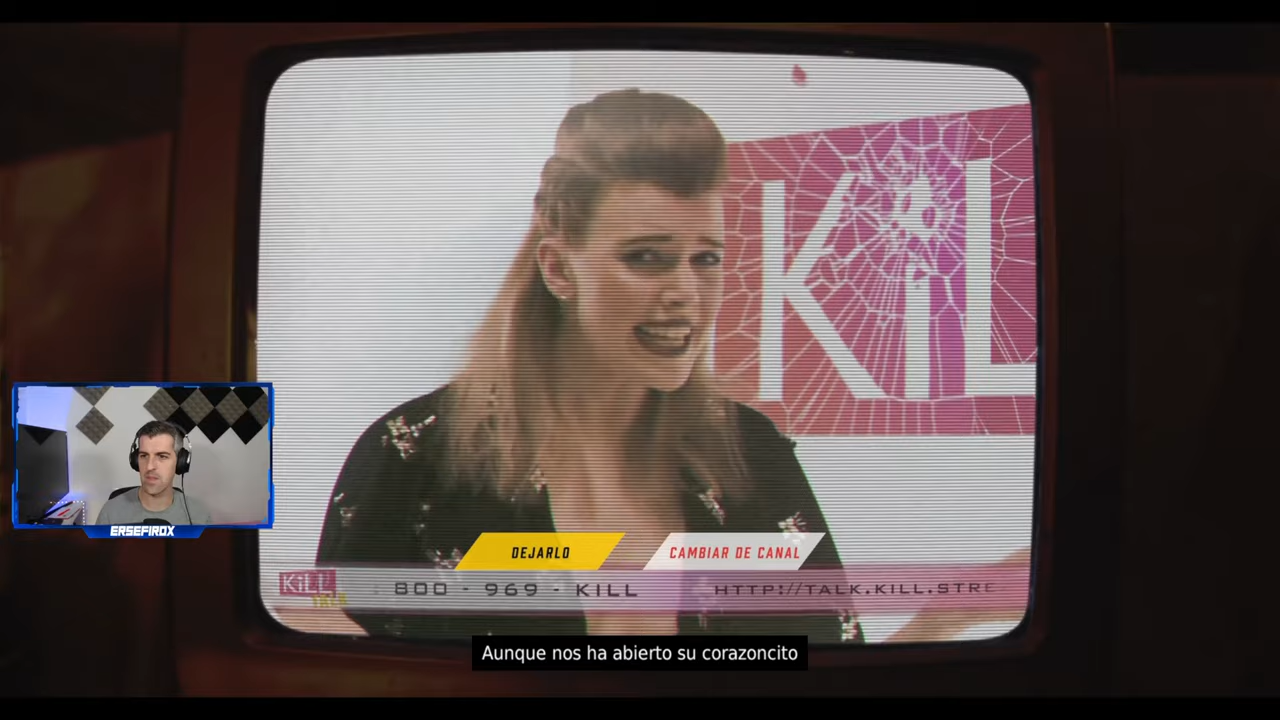 KiL
DEJARLO
CAMBIAR DE CANAL
KiLL
800 - 969 - KILL
HTTP://TALK.KILL.STRE
ERSEFIROX
Aunque nos ha abierto su corazoncito